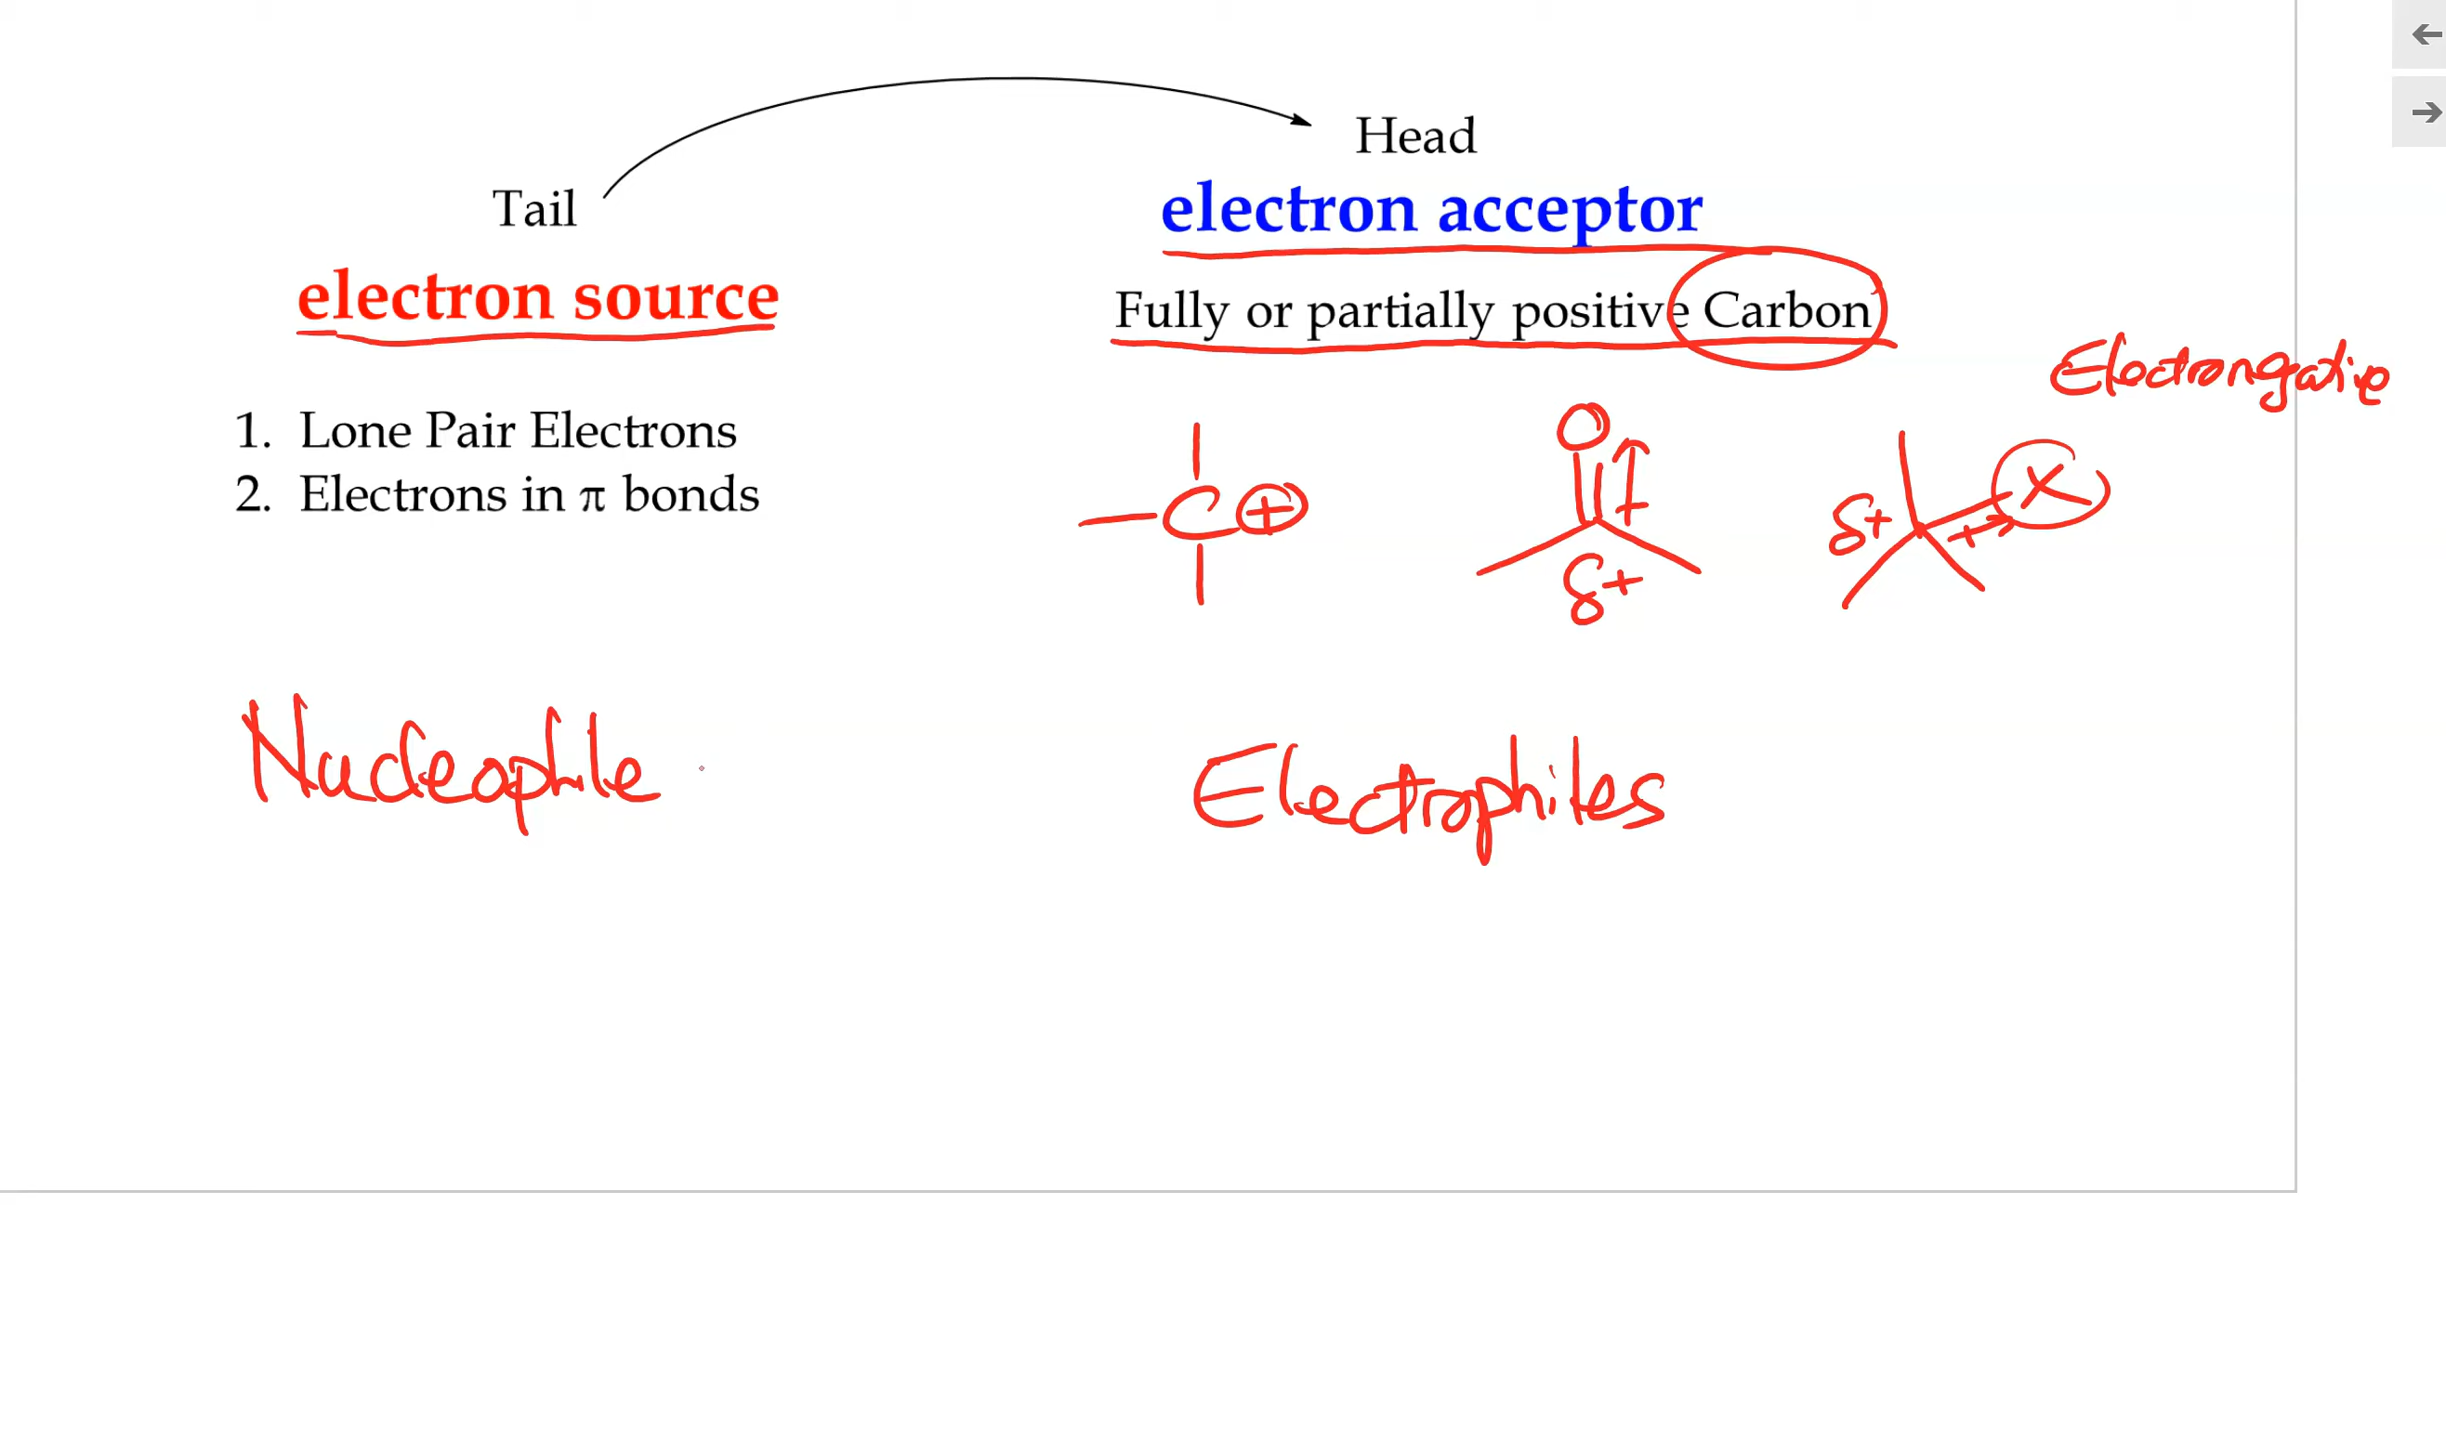 Head
Tail
electron acceptor
electron source
Fully or partially positive Carbon
Electrongative
1. Lone Pair Electrons
2. Electrons in π bonds
O
C +
δ+
δ+ X
Nucleophile
Electrophiles